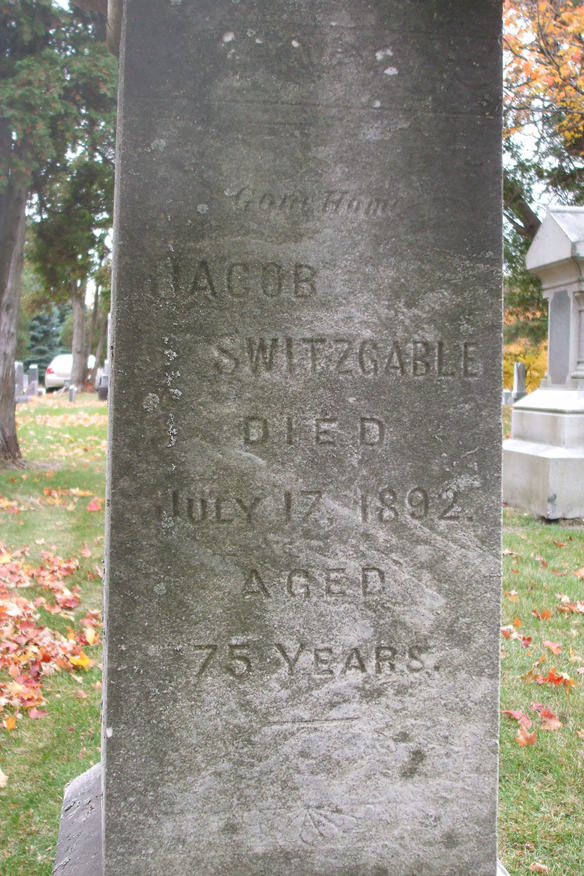 Gone Home
JACOB
SWITZGABLE
DIED
JULY 17, 1892.
AGED
75 YEARS.